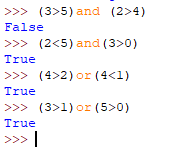 (3>5)and (2>4)
False
>>> (2<5)and(3>0)
True
>>> (4>2)or(4<1)
True
>>> (3>1)or(5>0)
True
>>>